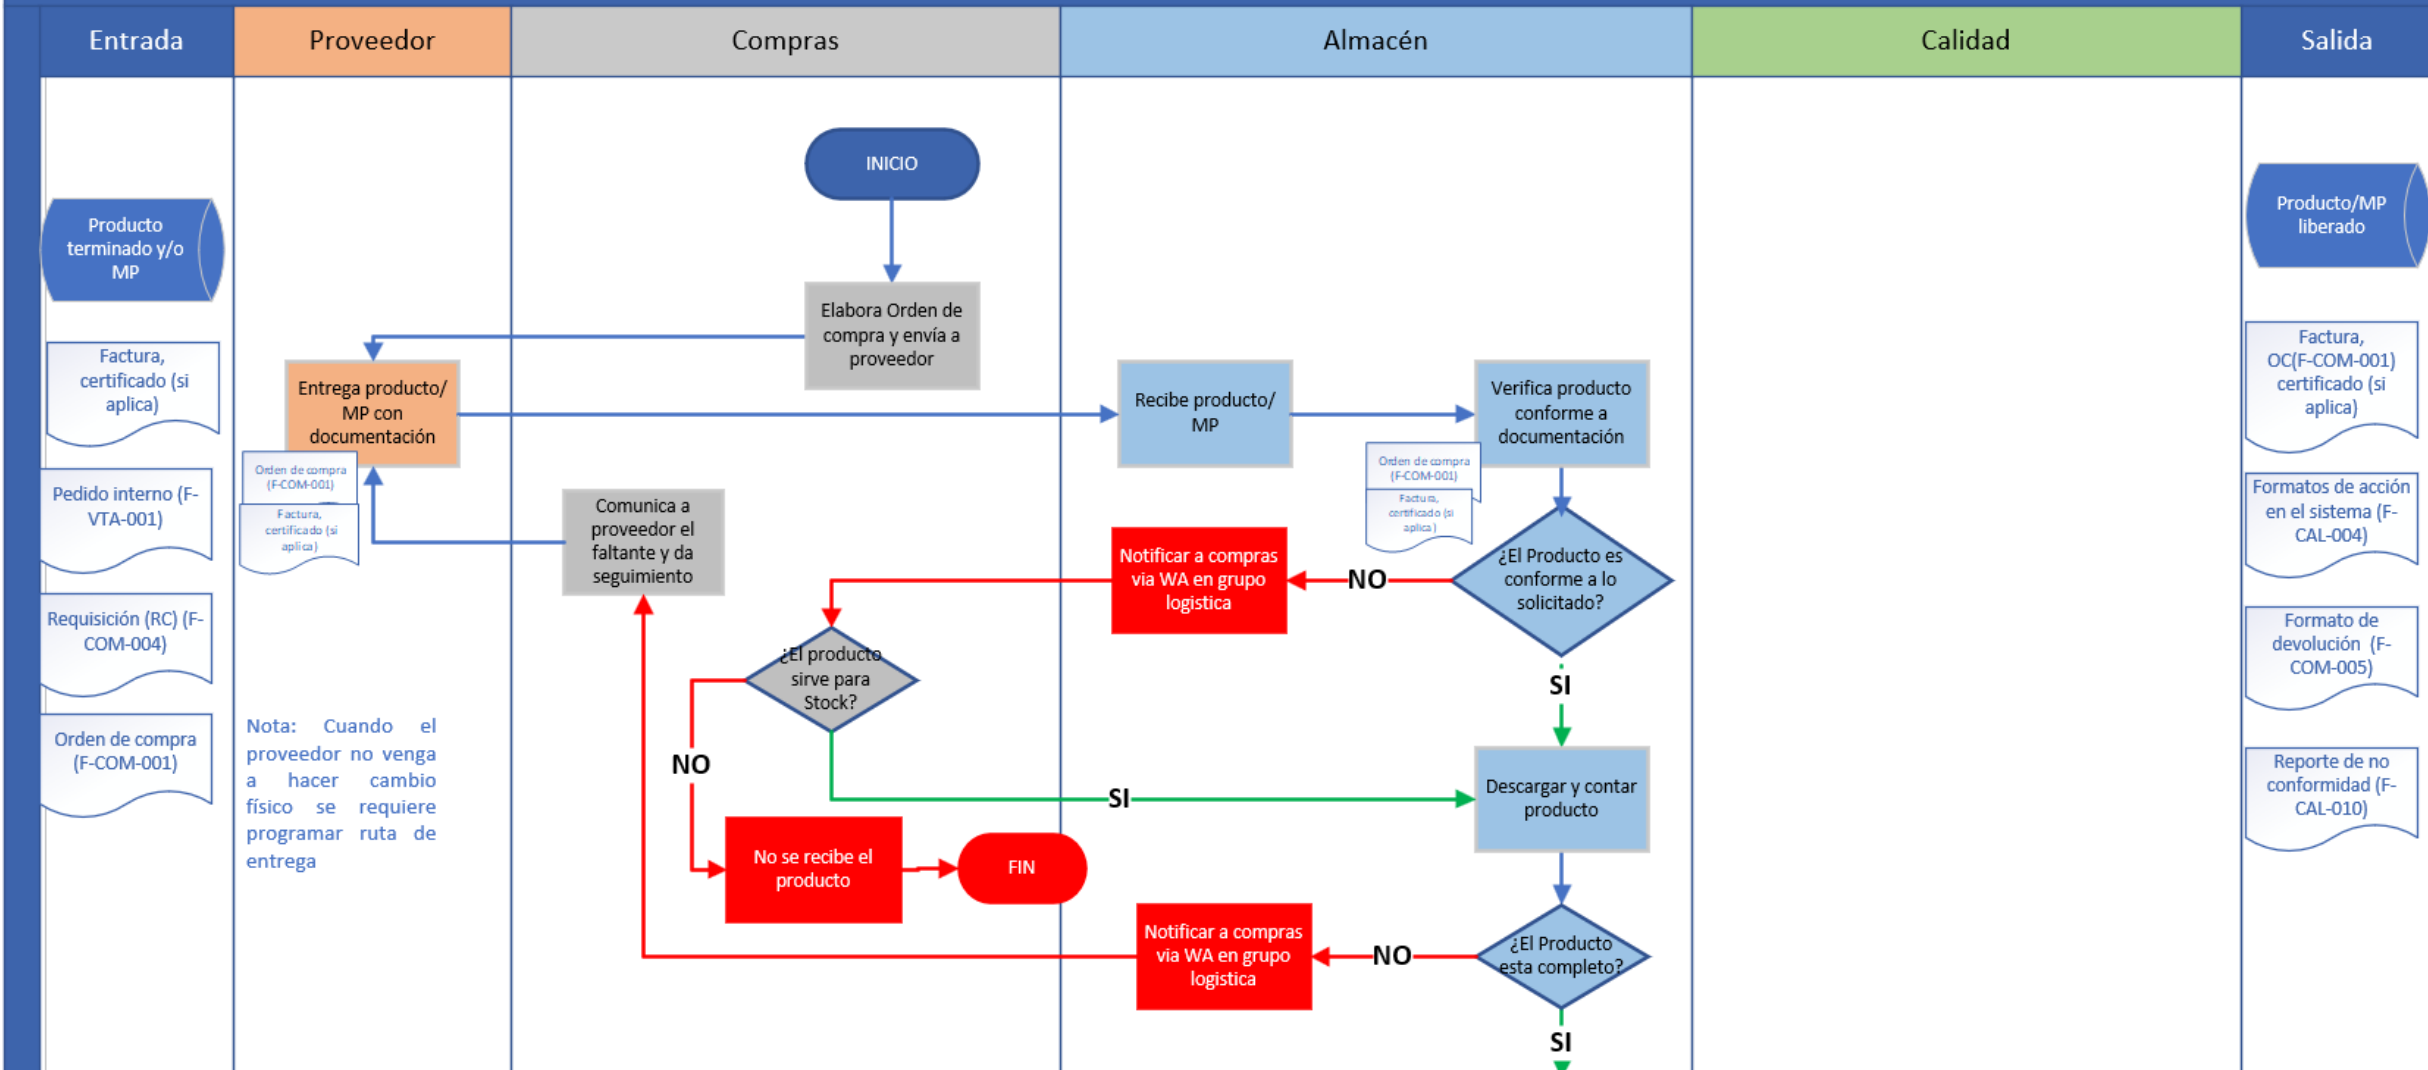 Entrada
Proveedor
Compras
Almacén
Calidad
Salida
INICIO
Producto
terminado y/o
MP
Producto/MP
liberado
Elabora Orden de
compra y envía a
proveedor
Factura,
certificado (si
aplica)
Entrega producto/
MP con
documentación
Recibe producto/
MP
Verifica producto
conforme a
documentación
Factura,
OC(F-COM-001)
certificado (si
aplica)
Orden de compra
(F-COM-001)
Factura,
certificado (si
aplica)
Orden de compra
(F-COM-001)
Factura,
certificado (si
aplica)
Pedido interno (F-
VTA-001)
Comunica a
proveedor el
faltante y da
seguimiento
Notificar a compras
via WA en grupo
logistica
NO
¿El Producto es
conforme a lo
solicitado?
Formatos de acción
en el sistema (F-
CAL-004)
Requisición (RC) (F-
COM-004)
¿El producto
sirve para
Stock?
SI
Formato de
devolución  (F-
COM-005)
Orden de compra
(F-COM-001)
Nota: Cuando el
proveedor no venga
a hacer cambio
físico se requiere
programar ruta de
entrega
NO
SI
Descargar y contar
producto
Reporte de no
conformidad (F-
CAL-010)
No se recibe el
producto
FIN
Notificar a compras
via WA en grupo
logistica
NO
¿El Producto
esta completo?
SI